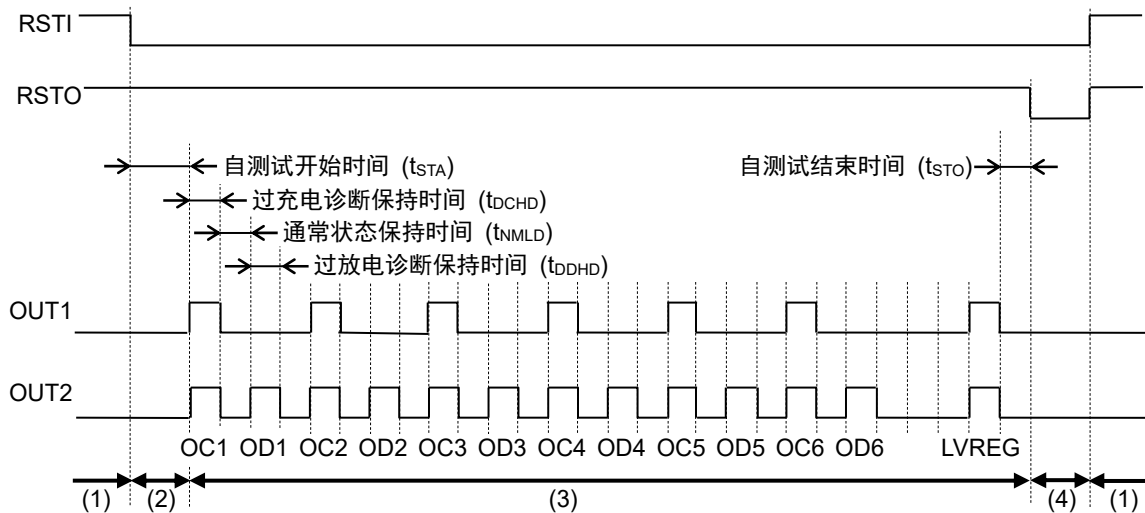 RSTI
RSTO
自测试开始时间 (tSTA)
自测试结束时间 (tSTO)
过充电诊断保持时间 (tDCHD)
通常状态保持时间 (tNMLD)
过放电诊断保持时间 (tDDHD)
OUT1
OUT2
OC1 OD1 OC2 OD2 OC3 OD3 OC4 OD4 OC5 OD5 OC6 OD6 LVREG
(1) (2) (3) (4) (1)